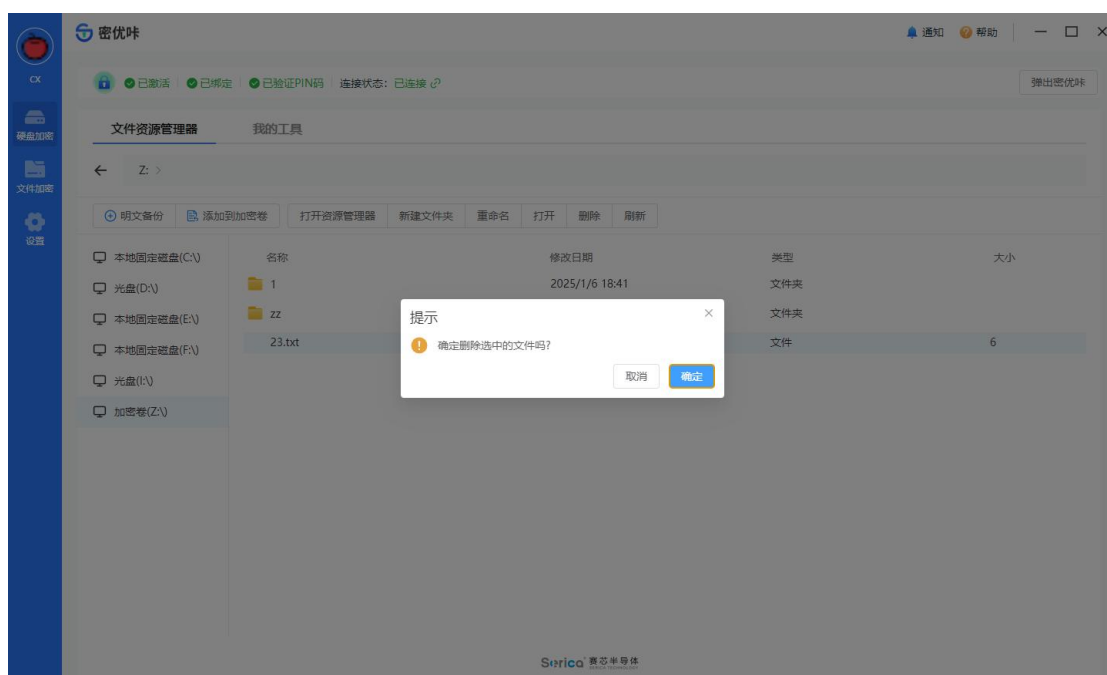 密优咔 通知 帮助
CX
已激活 已绑定 已验证PIN码 连接状态：已连接 弹出密优咔
硬盘加密
文件加密
设置
文件资源管理器 我的工具
Z: >
明文备份 添加到加密卷 打开资源管理器 新建文件夹 重命名 打开 删除 刷新
本地固定磁盘(C:\)
光盘(D:\)
本地固定磁盘(E:\)
本地固定磁盘(F:\)
光盘(I:\)
加密卷(Z:\)
名称 修改日期 类型 大小
1 2025/1/6 18:41 文件夹
zz 文件夹
23.txt 文件 6
提示
确定删除选中的文件吗?
取消 确定
Serica 赛芯半导体